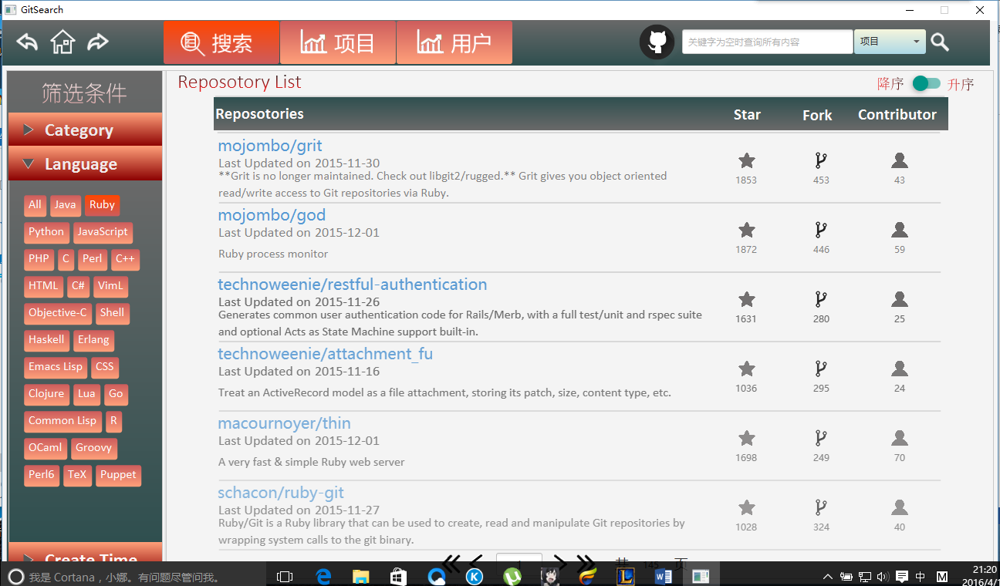 GitSearch
搜索
项目
用户
关键字为空时查询所有内容
项目
筛选条件
Category
Language
All Java Ruby
Python JavaScript
PHP C Perl C++
HTML C# VimL
Objective-C Shell
Haskell Erlang
Emacs Lisp CSS
Clojure Lua Go
Common Lisp R
OCaml Groovy
Perl6 TeX Puppet
Create Time
Reposotory List
降序 升序
Reposotories Star Fork Contributor
mojombo/grit
Last Updated on 2015-11-30
**Grit is no longer maintained. Check out libgit2/rugged.** Grit gives you object oriented
read/write access to Git repositories via Ruby.
1853 453 43
mojombo/god
Last Updated on 2015-12-01
Ruby process monitor
1872 446 59
technoweenie/restful-authentication
Last Updated on 2015-11-26
Generates common user authentication code for Rails/Merb, with a full test/unit and rspec suite
and optional Acts as State Machine support built-in.
1631 280 25
technoweenie/attachment_fu
Last Updated on 2015-11-16
Treat an ActiveRecord model as a file attachment, storing its patch, size, content type, etc.
1036 295 24
macournoyer/thin
Last Updated on 2015-12-01
A very fast & simple Ruby web server
1698 249 70
schacon/ruby-git
Last Updated on 2015-11-27
Ruby/Git is a Ruby library that can be used to create, read and manipulate Git repositories by
wrapping system calls to the git binary.
1028 324 40
共 145 页
我是 Cortana，小娜。有问题尽管问我。
中 M
21:20
2016/4/1